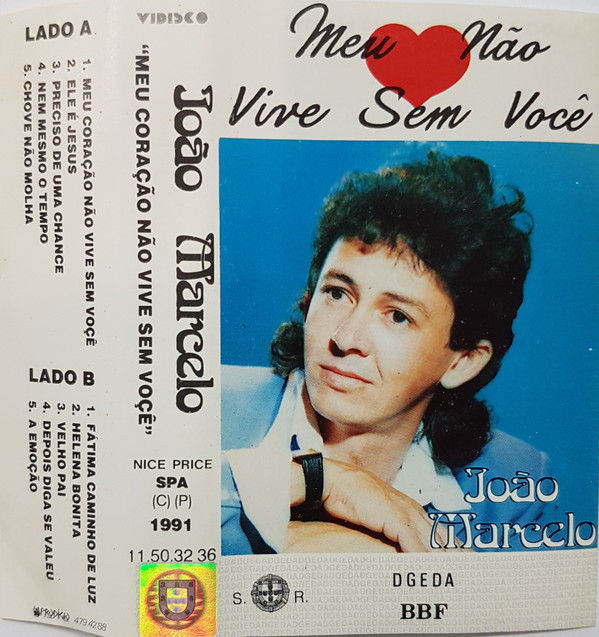 LADO A
1. MEU CORAÇÃO NÃO VIVE SEM VOÇÊ
2. ELE É JESUS
3. PRECISO DE UMA CHANCE
4. NEM MESMO O TEMPO
5. CHOVE NÃO MOLHA
LADO B
1. FÁTIMA CAMINHO DE LUZ
2. HELENA BONITA
3. VELHO PAI
4. DEPOIS DIGA SE VALEU
5. A EMOÇÃO
479 42 88
VIDISCO
João Marcelo
"MEU CORAÇÃO NÃO VIVE SEM VOÇÊ"
NICE PRICE
SPA
(C) (P)
1991
11.50.32 36
Meu Não
Vive Sem Você
João
Marcelo
S. R.
DGEDA
BBF